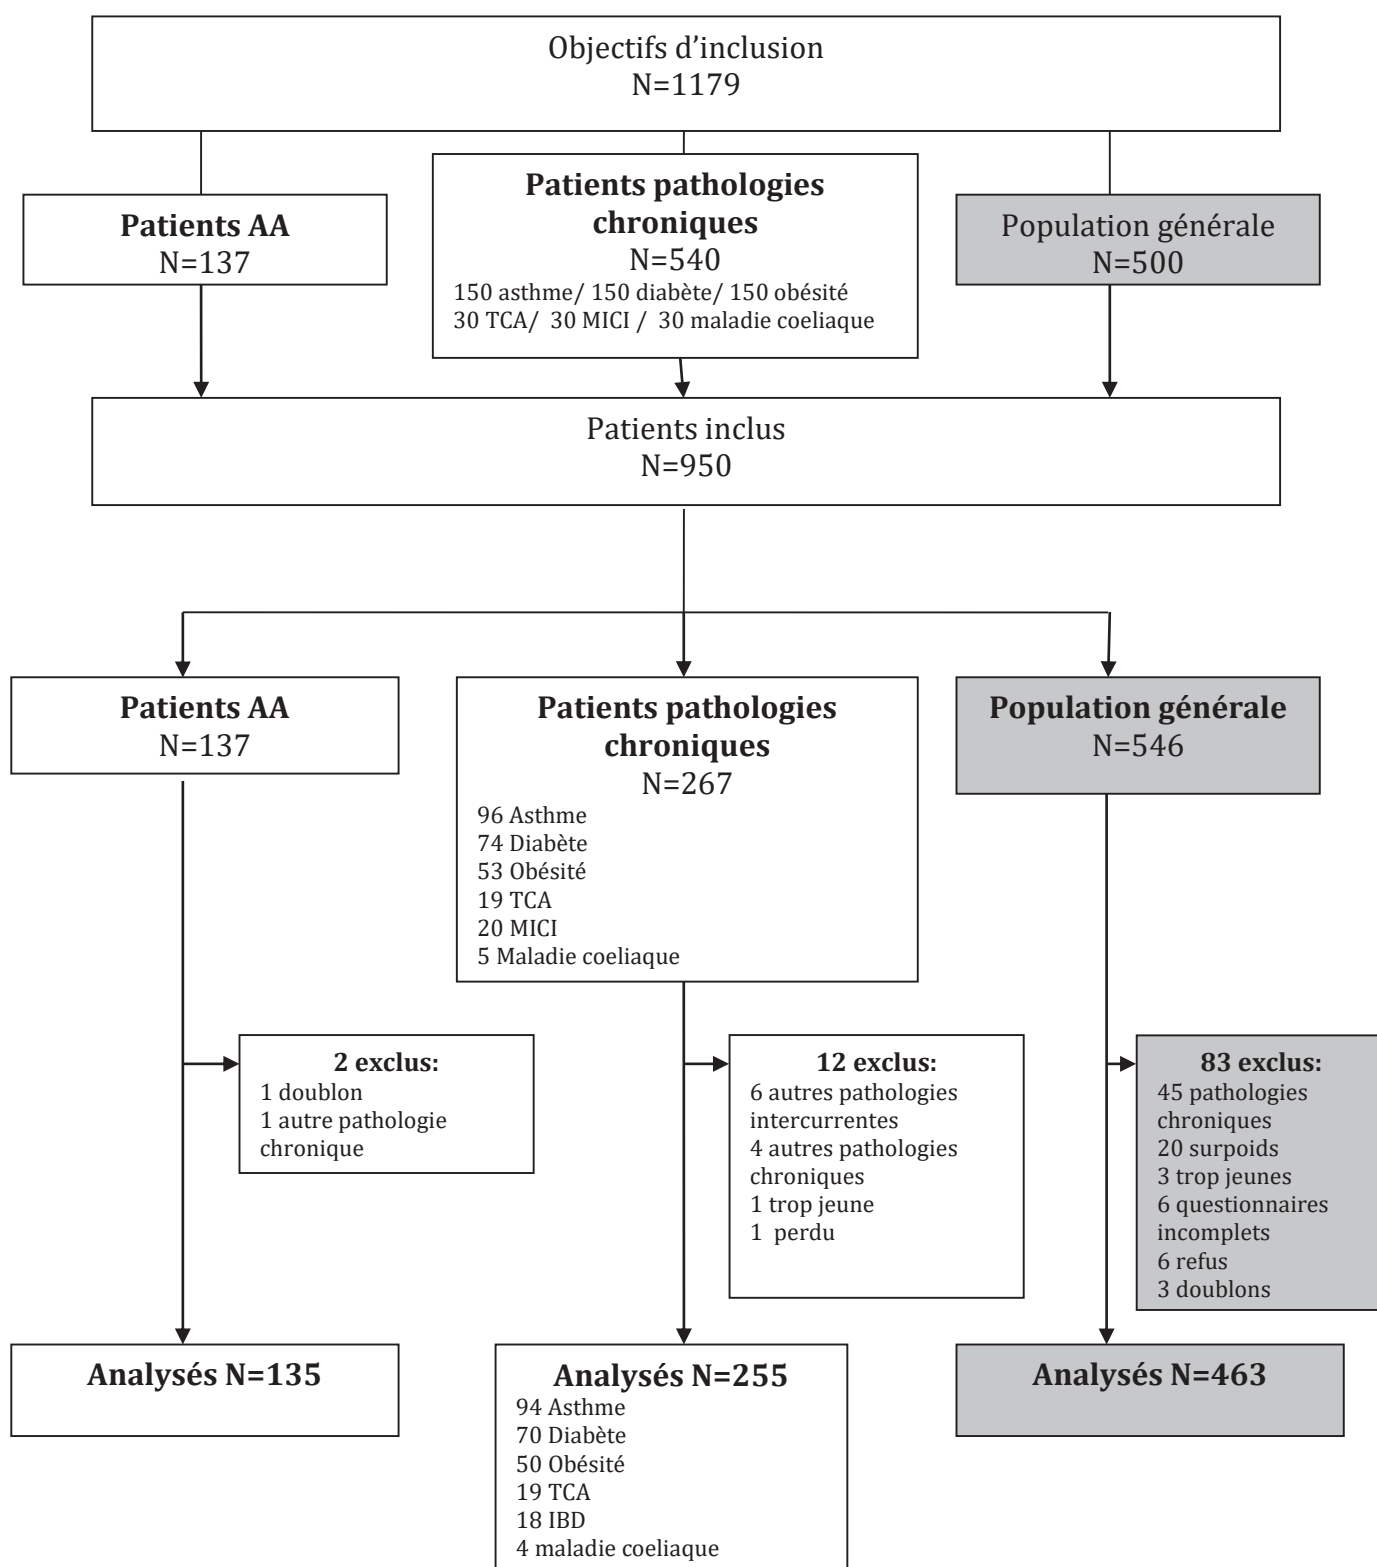 Objectifs d’inclusion
N=1179
Patients AA
N=137
Patients pathologies
chroniques
N=540
150 asthme/ 150 diabète/ 150 obésité
30 TCA/ 30 MICI / 30 maladie coeliaque
Population générale
N=500
Patients inclus
N=950
Patients AA
N=137
Patients pathologies
chroniques
N=267
96 Asthme
74 Diabète
53 Obésité
19 TCA
20 MICI
5 Maladie coeliaque
Population générale
N=546
2 exclus:
1 doublon
1 autre pathologie
chronique
12 exclus:
6 autres pathologies
intercurrentes
4 autres pathologies
chroniques
1 trop jeune
1 perdu
83 exclus:
45 pathologies
chroniques
20 surpoids
3 trop jeunes
6 questionnaires
incomplets
6 refus
3 doublons
Analysés N=135
Analysés N=255
94 Asthme
70 Diabète
50 Obésité
19 TCA
18 IBD
4 maladie coeliaque
Analysés N=463